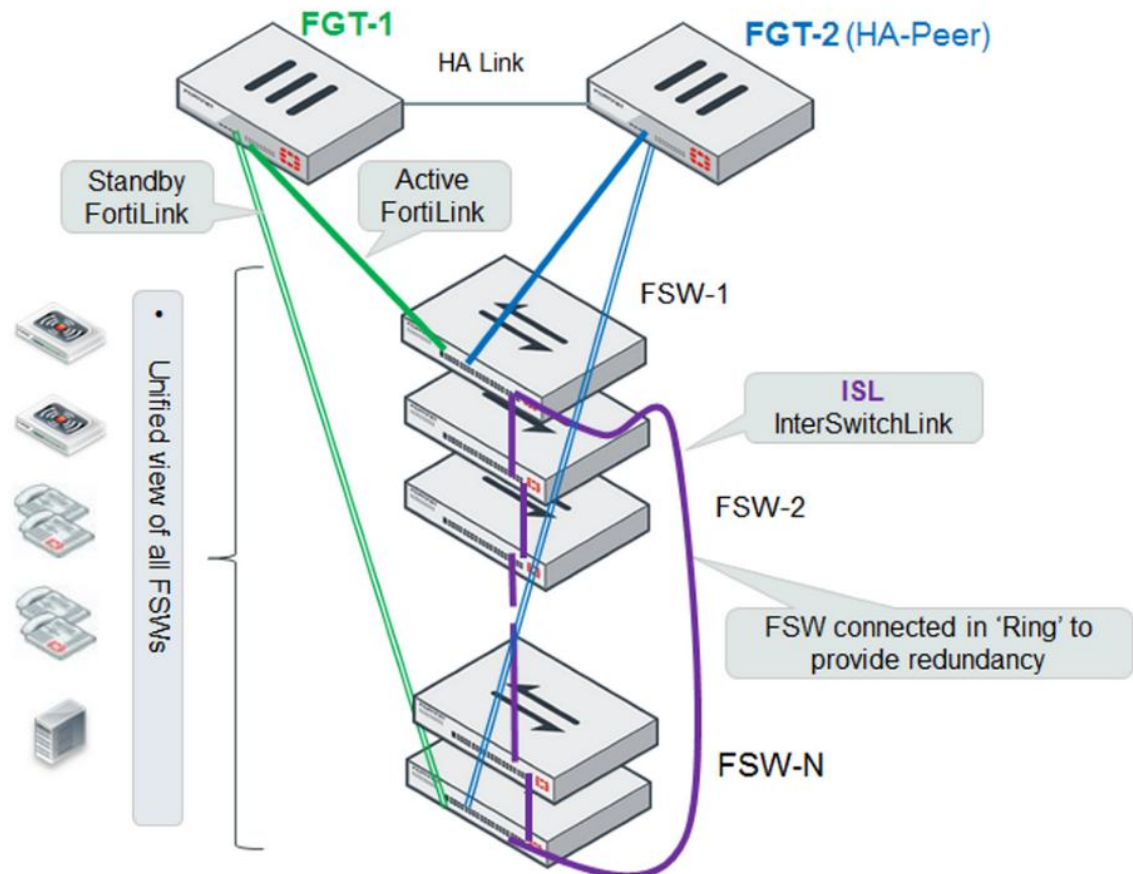 FGT-1
FGT-2 (HA-Peer)
HA Link
Standby
FortiLink
Active
FortiLink
FSW-1
• Unified view of all FSWs
ISL
InterSwitchLink
FSW-2
FSW connected in 'Ring' to
provide redundancy
FSW-N